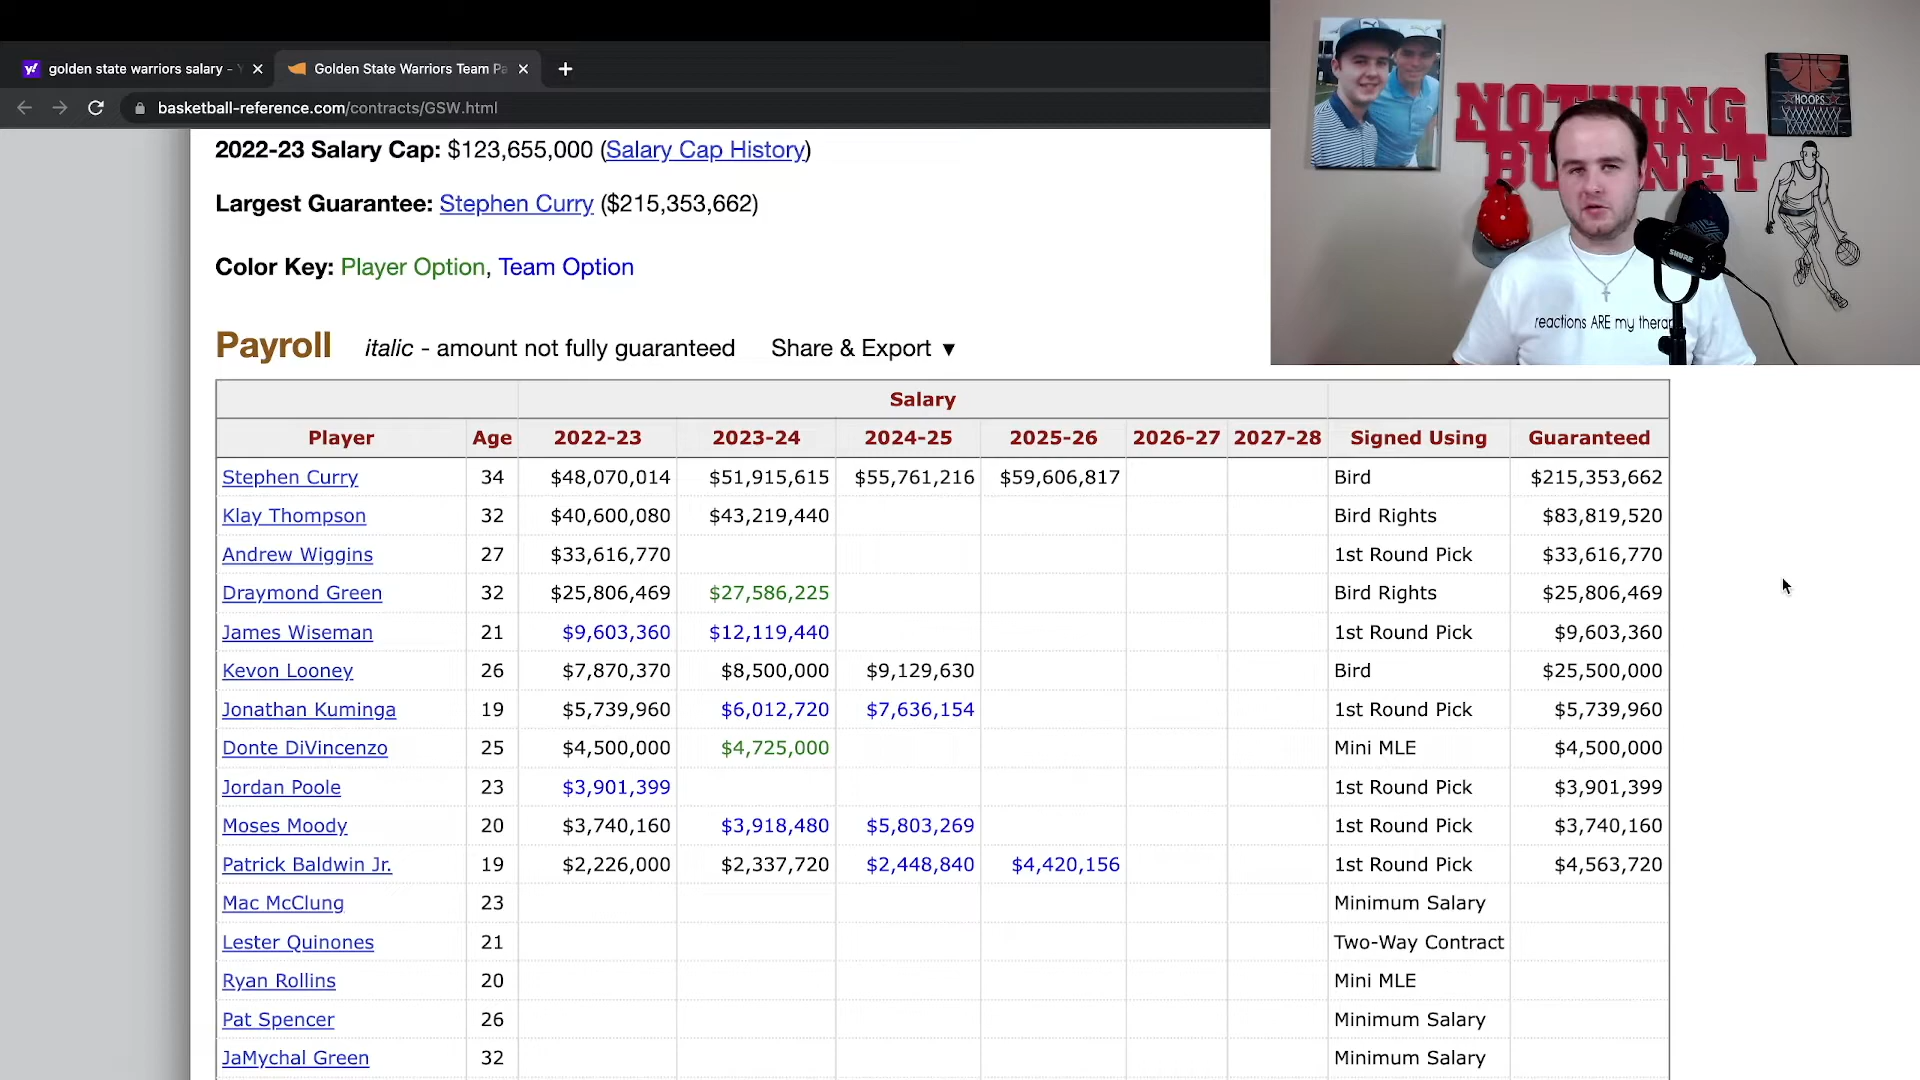 golden state warriors salary -
Golden State Warriors Team Pa
basketball-reference.com/contracts/GSW.html
HOOPS
NOTHING
BU NET
SHURE
reactions ARE my therap
2022-23 Salary Cap: $123,655,000 (Salary Cap History)
Largest Guarantee: Stephen Curry ($215,353,662)
Color Key: Player Option, Team Option
Payroll italic - amount not fully guaranteed Share & Export ▼
Salary
Player Age 2022-23 2023-24 2024-25 2025-26 2026-27 2027-28 Signed Using Guaranteed
Stephen Curry 34 $48,070,014 $51,915,615 $55,761,216 $59,606,817 Bird $215,353,662
Klay Thompson 32 $40,600,080 $43,219,440 Bird Rights $83,819,520
Andrew Wiggins 27 $33,616,770 1st Round Pick $33,616,770
Draymond Green 32 $25,806,469 $27,586,225 Bird Rights $25,806,469
James Wiseman 21 $9,603,360 $12,119,440 1st Round Pick $9,603,360
Kevon Looney 26 $7,870,370 $8,500,000 $9,129,630 Bird $25,500,000
Jonathan Kuminga 19 $5,739,960 $6,012,720 $7,636,154 1st Round Pick $5,739,960
Donte DiVincenzo 25 $4,500,000 $4,725,000 Mini MLE $4,500,000
Jordan Poole 23 $3,901,399 1st Round Pick $3,901,399
Moses Moody 20 $3,740,160 $3,918,480 $5,803,269 1st Round Pick $3,740,160
Patrick Baldwin Jr. 19 $2,226,000 $2,337,720 $2,448,840 $4,420,156 1st Round Pick $4,563,720
Mac McClung 23 Minimum Salary
Lester Quinones 21 Two-Way Contract
Ryan Rollins 20 Mini MLE
Pat Spencer 26 Minimum Salary
JaMychal Green 32 Minimum Salary